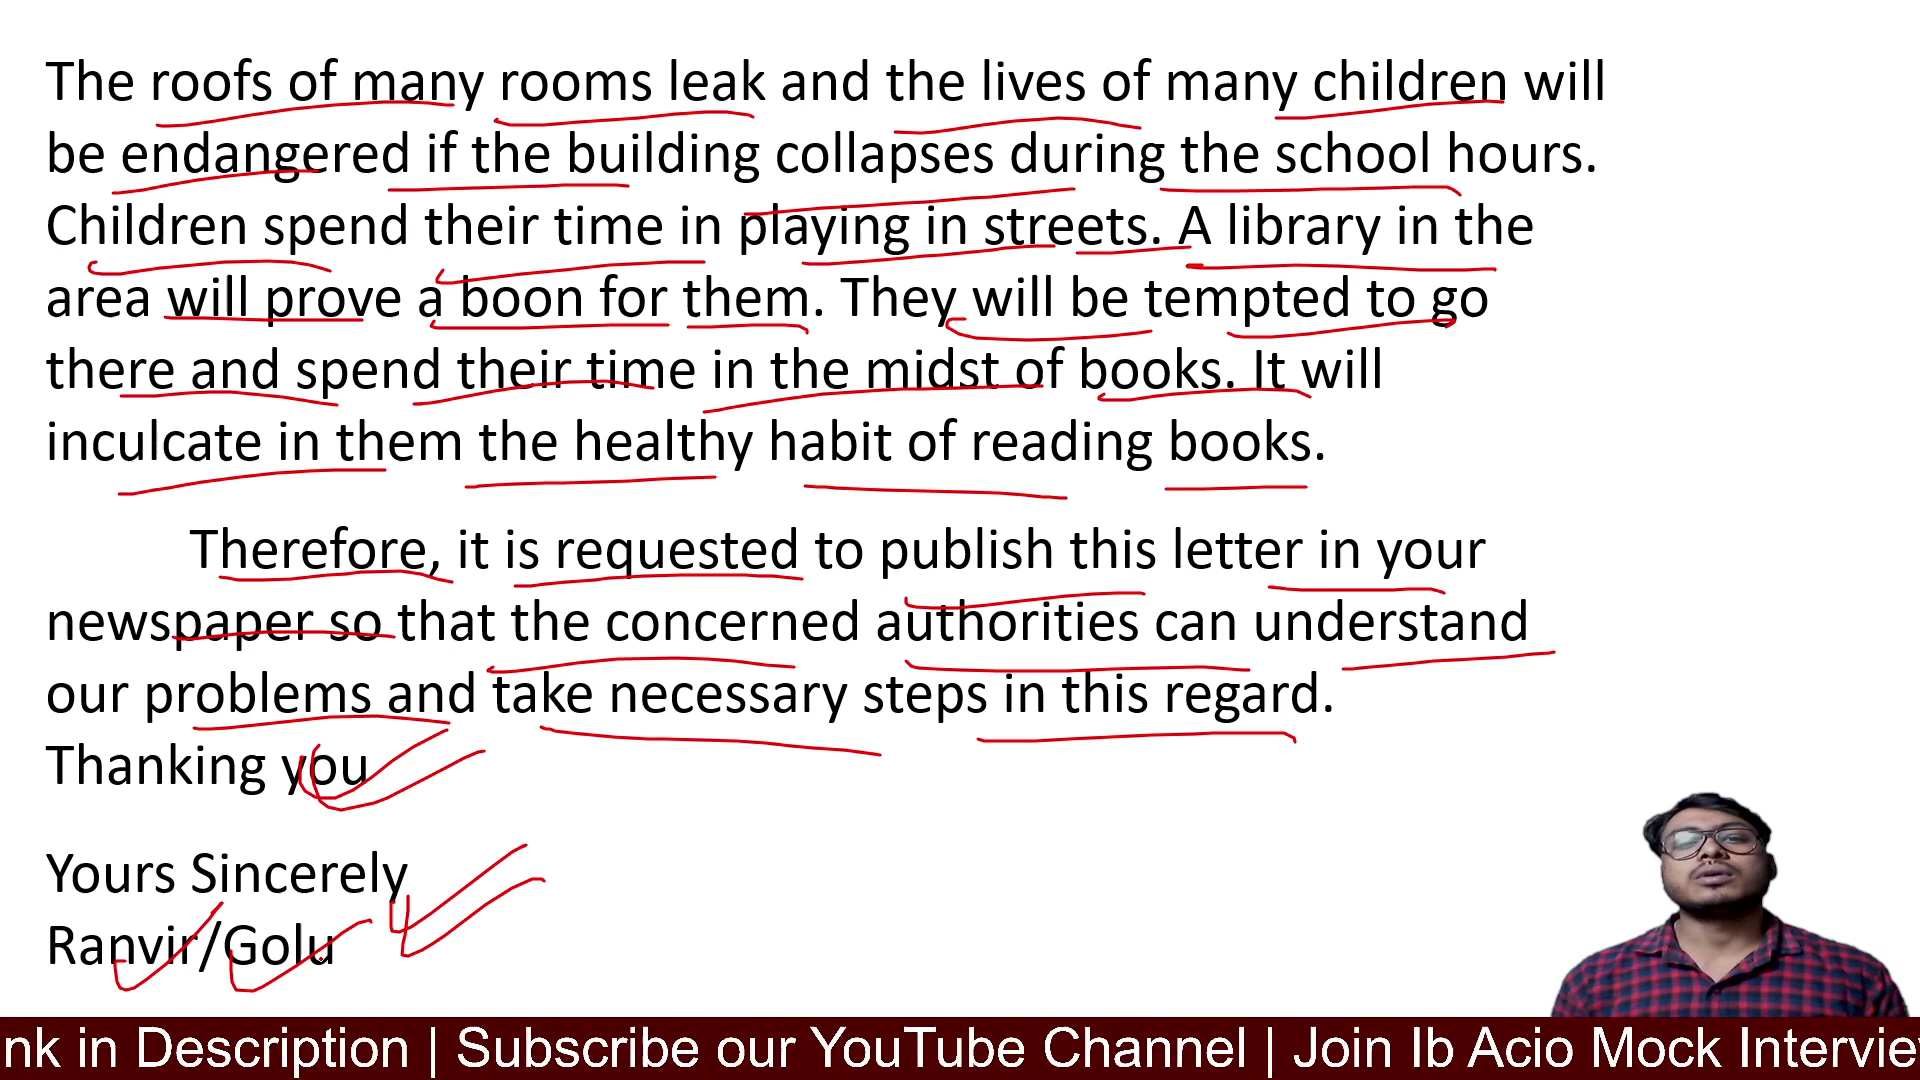 The roofs of many rooms leak and the lives of many children will
be endangered if the building collapses during the school hours.
Children spend their time in playing in streets. A library in the
area will prove a boon for them. They will be tempted to go
there and spend their time in the midst of books. It will
inculcate in them the healthy habit of reading books.
Therefore, it is requested to publish this letter in your
newspaper so that the concerned authorities can understand
our problems and take necessary steps in this regard.
Thanking you
Yours Sincerely
Ranvir/Golu
in Description | Subscribe our YouTube Channel | Join Ib Acio Mock